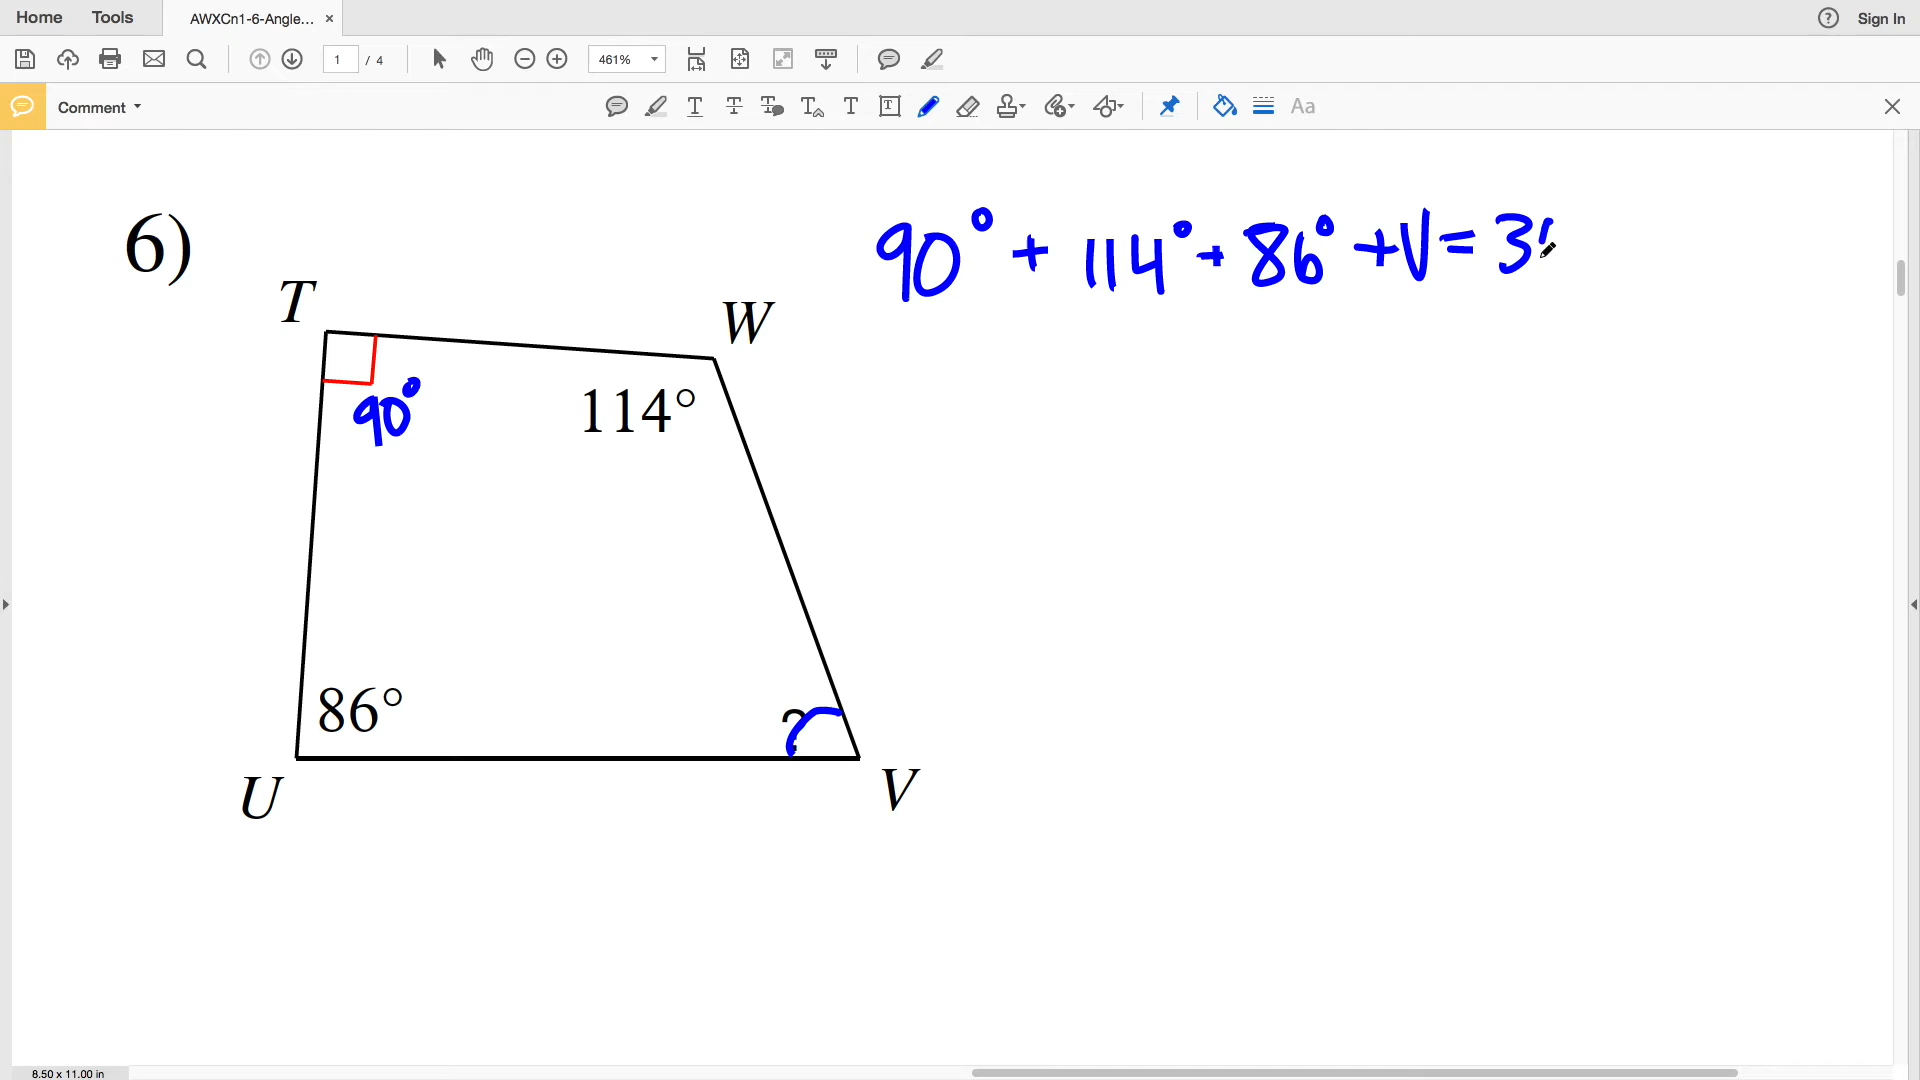 Home Tools AWXCn1-6-Angle... × ? Sign In
1 / 4 461%
Comment Aa
6)
90° + 114° + 86° + V = 3
T
W
90°
114°
86°
?
U
V
8.50 x 11.00 in